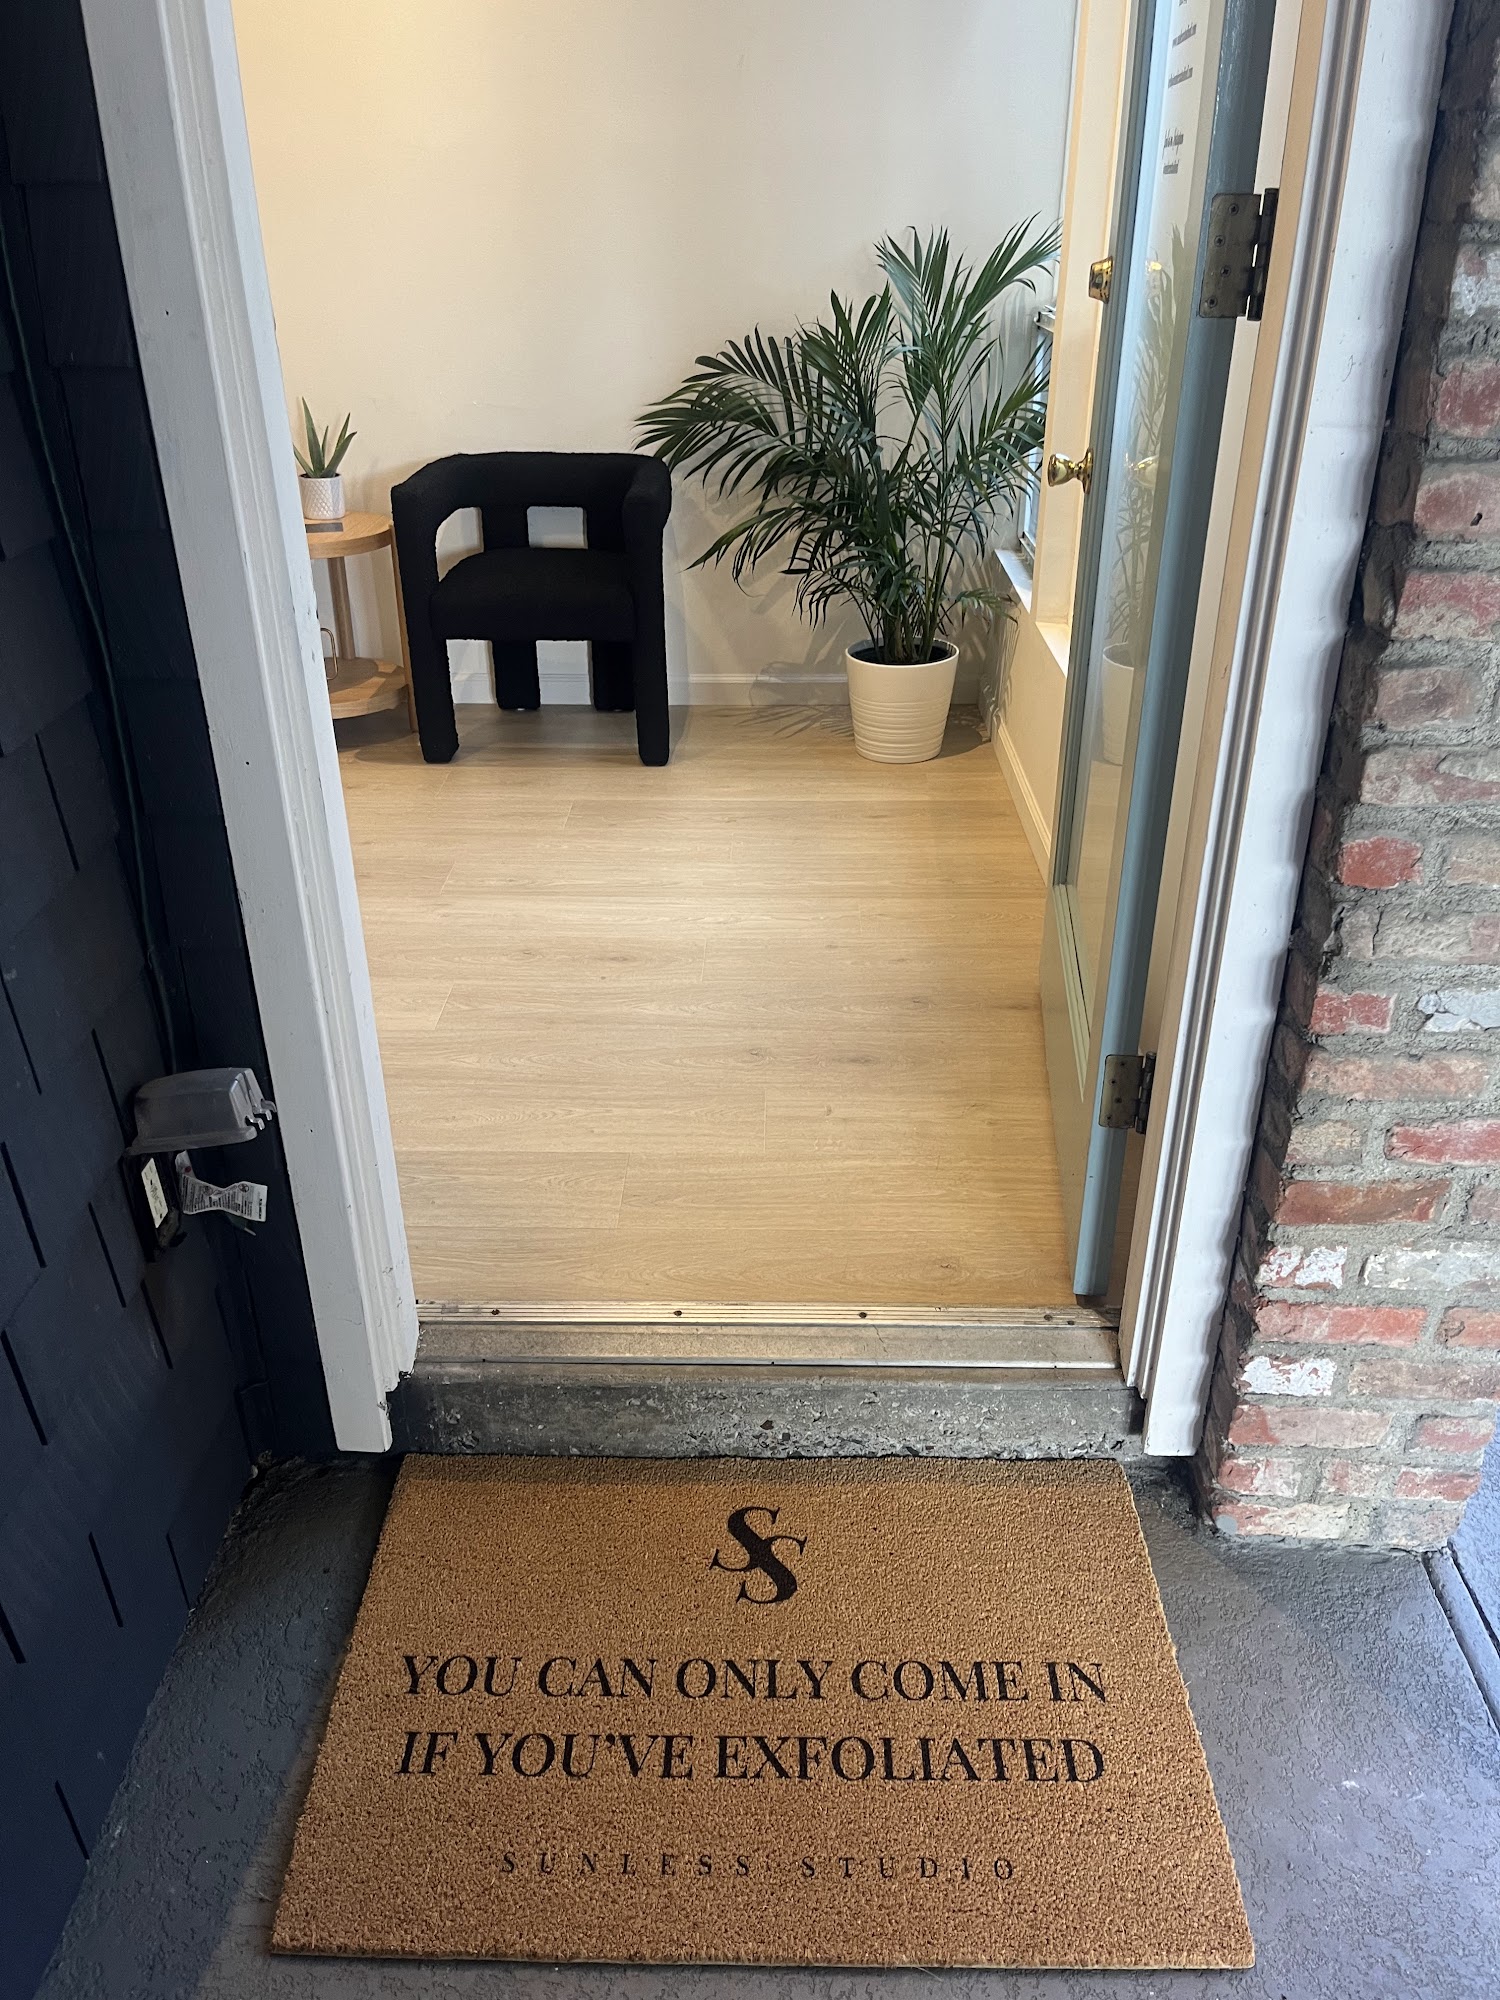 SS
YOU CAN ONLY COME IN
IF YOU'VE EXFOLIATED
SUNLESS STUDIO